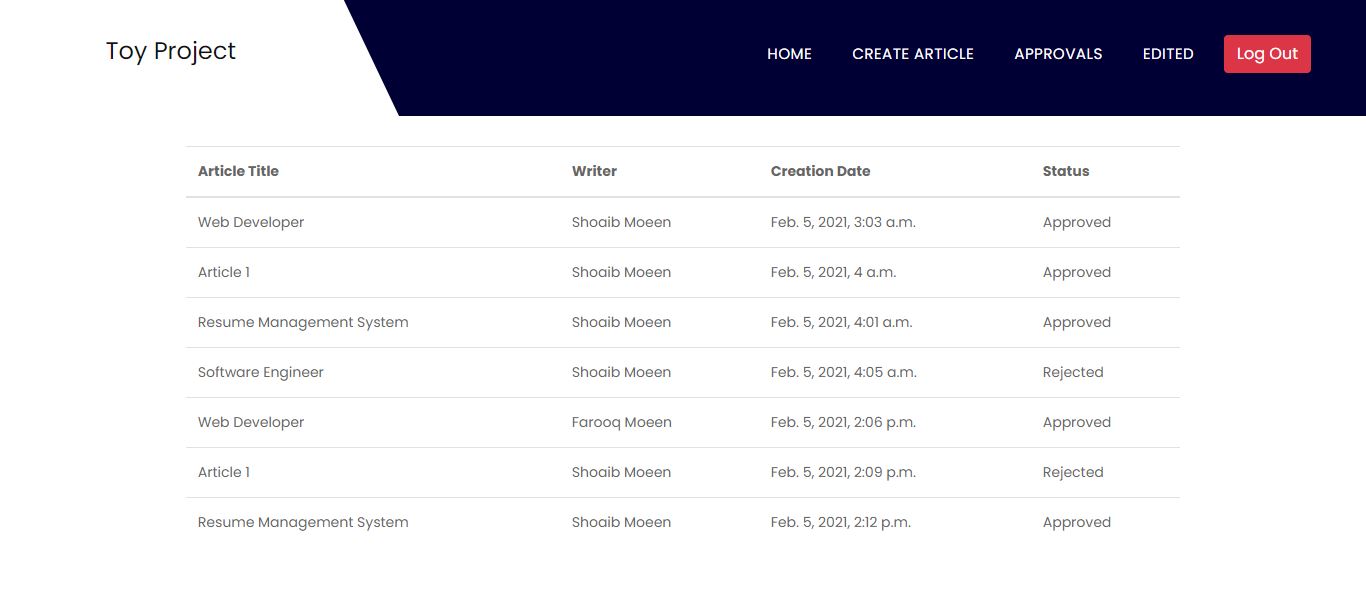 Toy Project
HOME CREATE ARTICLE APPROVALS EDITED Log Out
Article Title Writer Creation Date Status
Web Developer Shoaib Moeen Feb. 5, 2021, 3:03 a.m. Approved
Article 1 Shoaib Moeen Feb. 5, 2021, 4 a.m. Approved
Resume Management System Shoaib Moeen Feb. 5, 2021, 4:01 a.m. Approved
Software Engineer Shoaib Moeen Feb. 5, 2021, 4:05 a.m. Rejected
Web Developer Farooq Moeen Feb. 5, 2021, 2:06 p.m. Approved
Article 1 Shoaib Moeen Feb. 5, 2021, 2:09 p.m. Rejected
Resume Management System Shoaib Moeen Feb. 5, 2021, 2:12 p.m. Approved